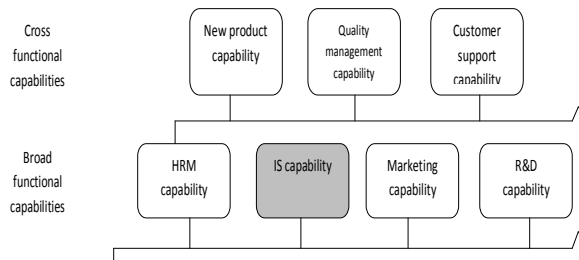 Cross
functional
capabilities
New product
capability
Quality
management
capability
Customer
support
capability
Broad
functional
capabilities
HRM
capability
IS capability
Marketing
capability
R&D
capability